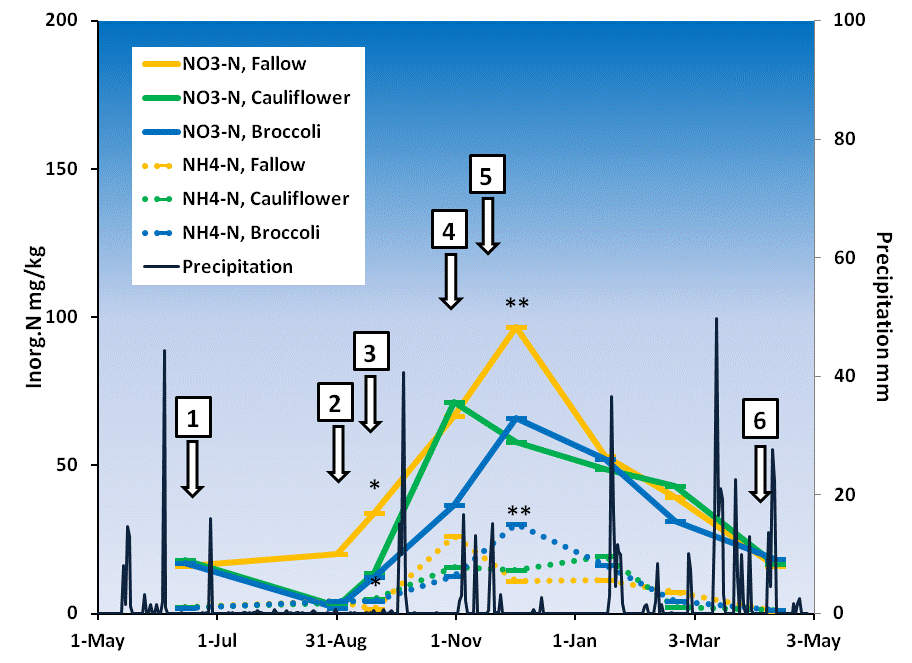 200
100
NO3-N, Fallow
NO3-N, Cauliflower
NO3-N, Broccoli
NH4-N, Fallow
NH4-N, Cauliflower
NH4-N, Broccoli
Precipitation
80
150
5
4
60
Inorg.N mg/kg
Precipitation mm
100
**
3
40
1
2
6
50
*
**
20
*
0
0
1-May
1-Jul
31-Aug
1-Nov
1-Jan
3-Mar
3-May